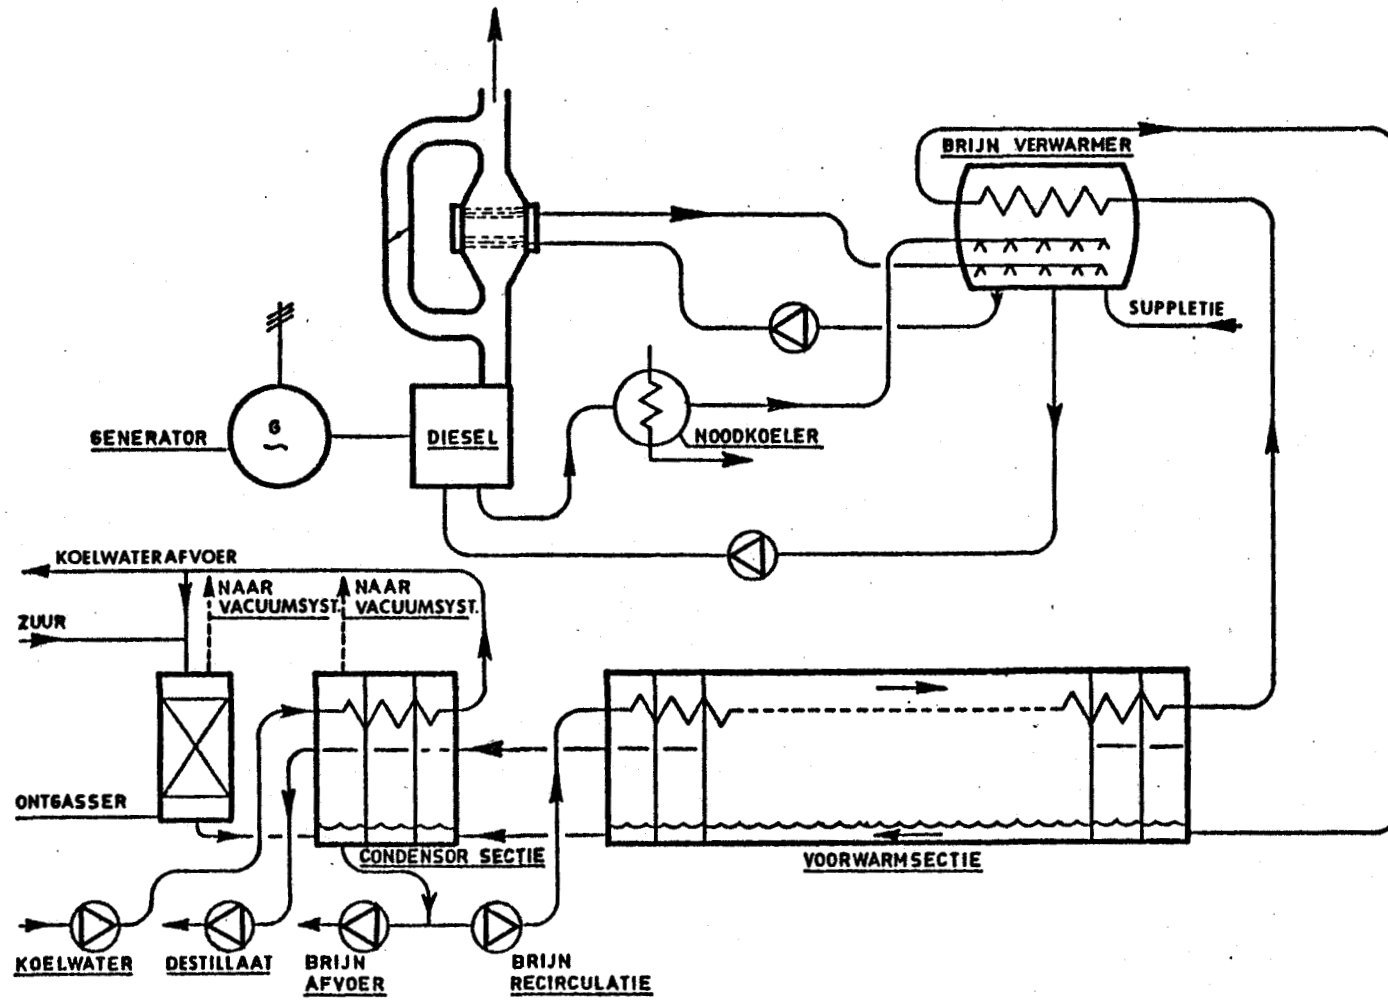 BRIJN VERWARMER
SUPPLETIE
GENERATOR
G
DIESEL
NOODKOELER
KOELWATERAFVOER
NAAR
VACUUMSYST.
NAAR
VACUUMSYST.
ZUUR
ONTGASSER
CONDENSOR SECTIE
VOORWARMSECTIE
KOELWATER
DESTILLAAT
BRIJN
AFVOER
BRIJN
RECIRCULATIE